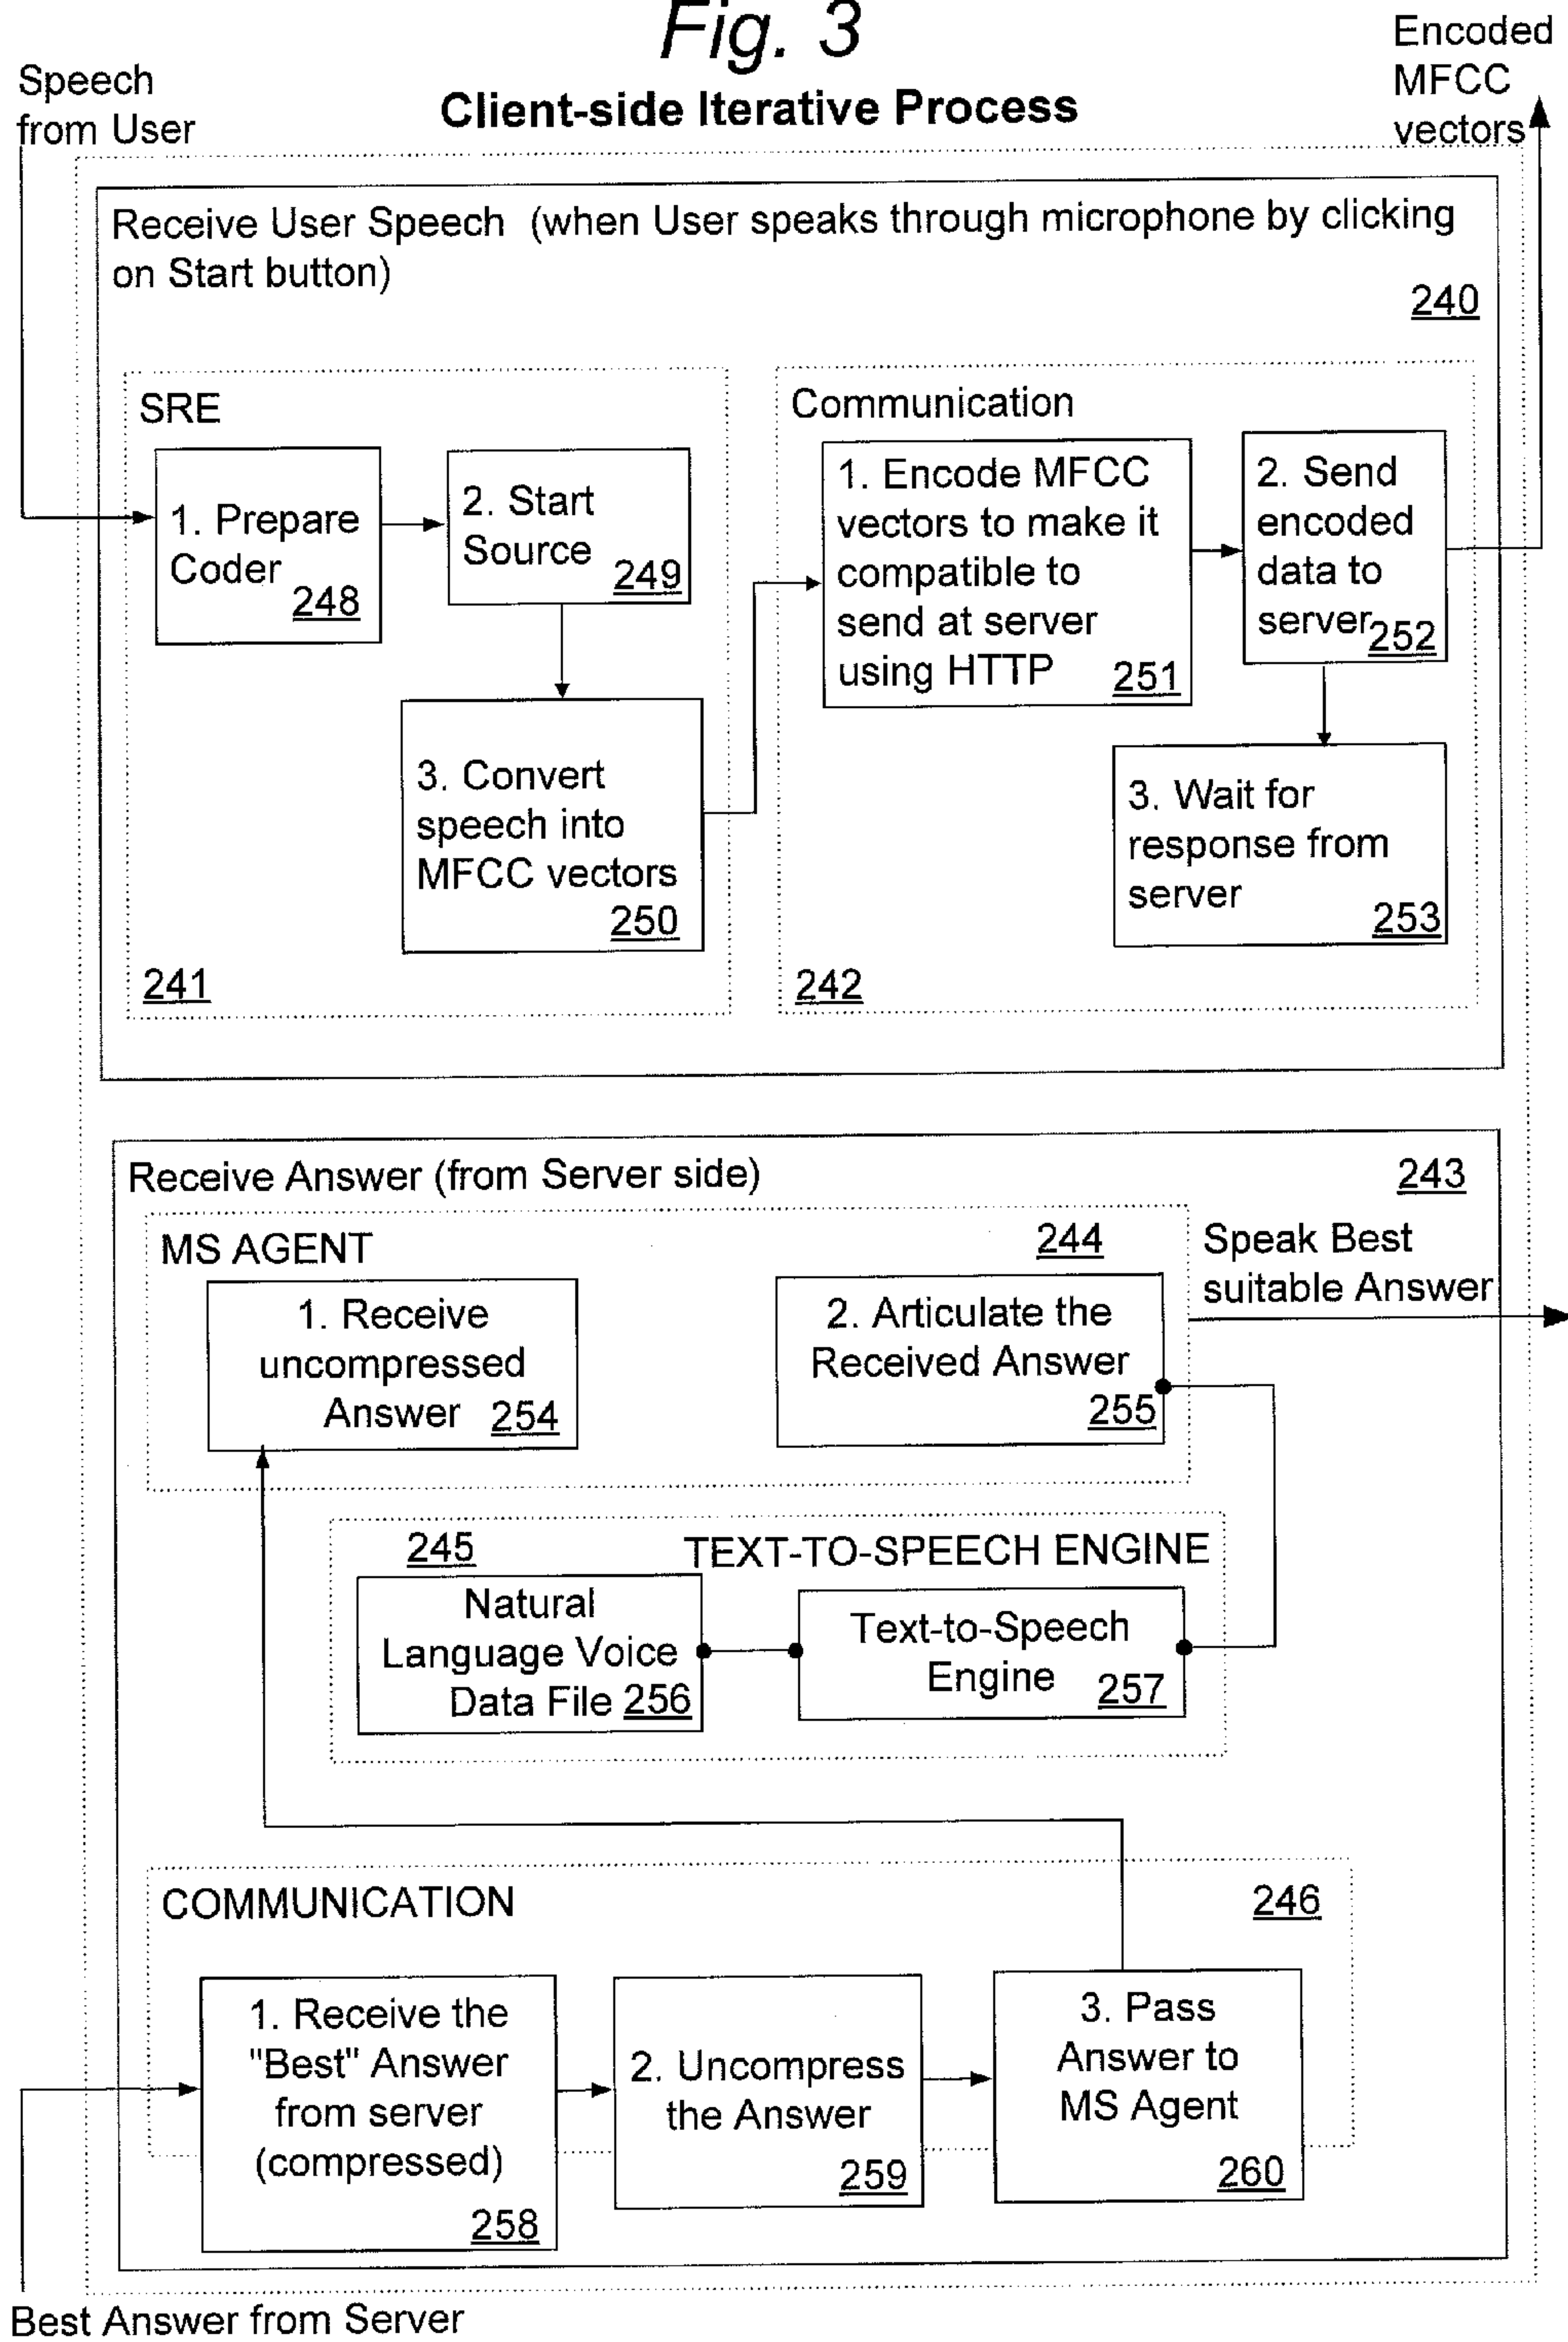 Fig. 3
Client-side Iterative Process
Speech
from User
Encoded
MFCC
vectors
Receive User Speech (when User speaks through microphone by clicking
on Start button)
240
SRE
1. Prepare
Coder
248
2. Start
Source
249
3. Convert
speech into
MFCC vectors
250
241
Communication
1. Encode MFCC
vectors to make it
compatible to
send at server
using HTTP
251
2. Send
encoded
data to
server
252
3. Wait for
response from
server
253
242
Receive Answer (from Server side)
243
MS AGENT
244
1. Receive
uncompressed
Answer 254
2. Articulate the
Received Answer
255
Speak Best
suitable Answer
245
TEXT-TO-SPEECH ENGINE
Natural
Language Voice
Data File 256
Text-to-Speech
Engine
257
COMMUNICATION
246
1. Receive the
"Best" Answer
from server
(compressed)
258
2. Uncompress
the Answer
259
3. Pass
Answer to
MS Agent
260
Best Answer from Server